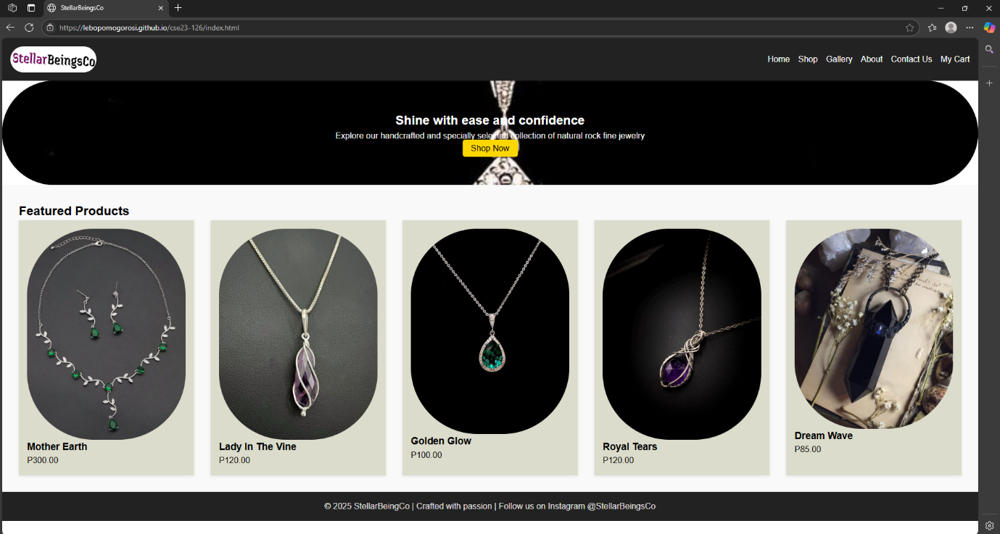 StellarBeingsCo
https://lebopomogorosi.github.io/cse23-126/index.html
StellarBeingsCo
Home Shop Gallery About Contact Us My Cart
Shine with ease and confidence
Explore our handcrafted and specially selected collection of natural rock fine jewelry
Shop Now
Featured Products
Mother Earth
P300.00
Lady In The Vine
P120.00
Golden Glow
P100.00
Royal Tears
P120.00
Dream Wave
P85.00
© 2025 StellarBeingCo | Crafted with passion | Follow us on Instagram @StellarBeingsCo